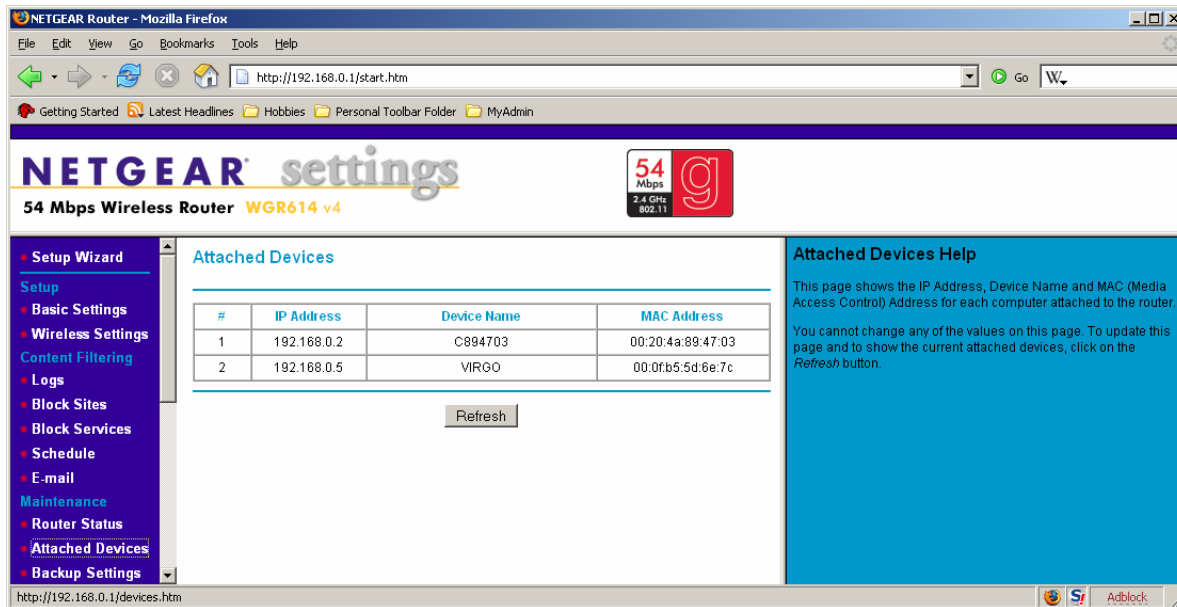 NETGEAR Router - Mozilla Firefox
File Edit View Go Bookmarks Tools Help
http://192.168.0.1/start.htm Go W.
Getting Started Latest Headlines Hobbies Personal Toolbar Folder MyAdmin
NETGEAR settings
54 Mbps Wireless Router WGR614 v4
54 Mbps 2.4 GHz 802.11 g
Setup Wizard
Setup
Basic Settings
Wireless Settings
Content Filtering
Logs
Block Sites
Block Services
Schedule
E-mail
Maintenance
Router Status
Attached Devices
Backup Settings
Attached Devices
# IP Address Device Name MAC Address
1 192.168.0.2 C894703 00:20:4a:89:47:03
2 192.168.0.5 VIRGO 00:0f:b5:5d:6e:7c
Refresh
Attached Devices Help
This page shows the IP Address, Device Name and MAC (Media
Access Control) Address for each computer attached to the router.
You cannot change any of the values on this page. To update this
page and to show the current attached devices, click on the
Refresh button.
http://192.168.0.1/devices.htm Adblock